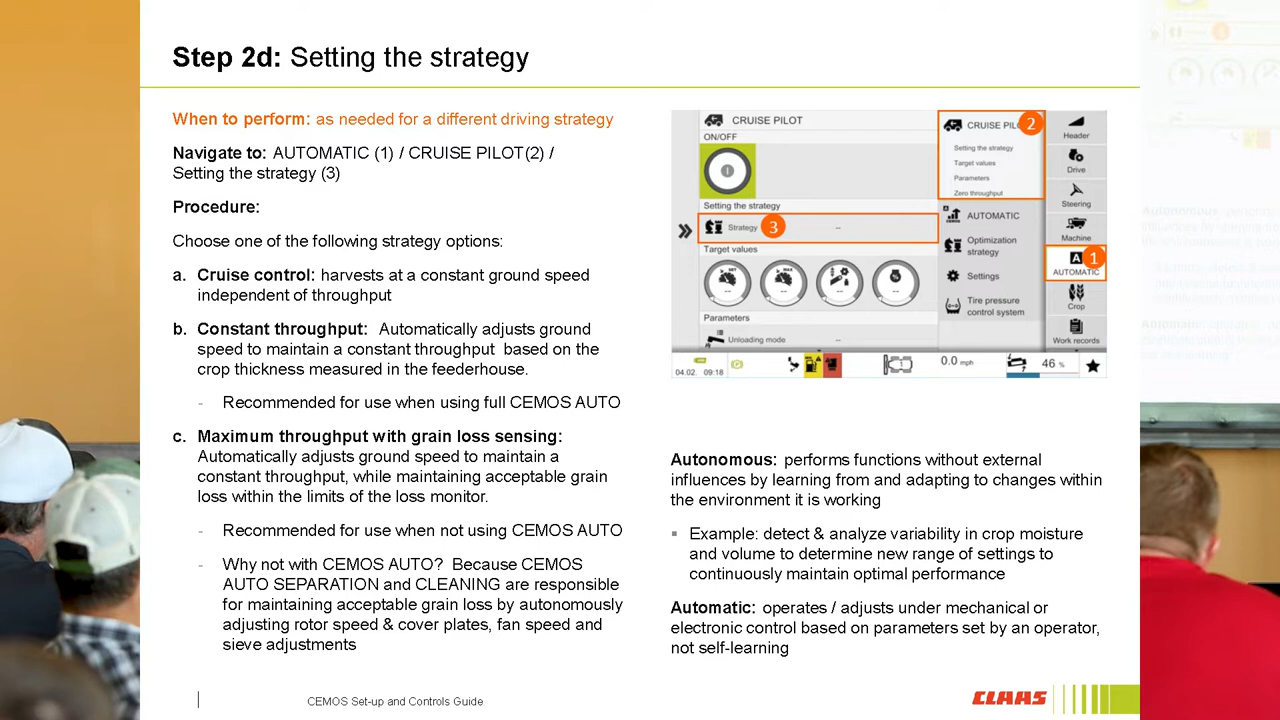 Step 2d: Setting the strategy
When to perform: as needed for a different driving strategy
Navigate to: AUTOMATIC (1) / CRUISE PILOT(2) /
Setting the strategy (3)
Procedure:
Choose one of the following strategy options:
a. Cruise control: harvests at a constant ground speed
independent of throughput
b. Constant throughput: Automatically adjusts ground
speed to maintain a constant throughput based on the
crop thickness measured in the feederhouse.
- Recommended for use when using full CEMOS AUTO
c. Maximum throughput with grain loss sensing:
Automatically adjusts ground speed to maintain a
constant throughput, while maintaining acceptable grain
loss within the limits of the loss monitor.
- Recommended for use when not using CEMOS AUTO
- Why not with CEMOS AUTO? Because CEMOS
AUTO SEPARATION and CLEANING are responsible
for maintaining acceptable grain loss by autonomously
adjusting rotor speed & cover plates, fan speed and
sieve adjustments
CRUISE PILOT
ON/OFF
Setting the strategy
Strategy 3 --
Target values
SET
MAX
-- -- -- --
Parameters
Unloading mode --
CRUISE PIL 2
Setting the strategy
Target values
Parameters
Zero throughput
AUTOMATIC
Optimization
strategy
Settings
Tire pressure
control system
Header
Drive
Steering
Machine
A 1
AUTOMATIC
Crop
Work records
04.02. 09:18
0.0 mph
46 %
Autonomous: performs functions without external
influences by learning from and adapting to changes within
the environment it is working
▪ Example: detect & analyze variability in crop moisture
and volume to determine new range of settings to
continuously maintain optimal performance
Automatic: operates / adjusts under mechanical or
electronic control based on parameters set by an operator,
not self-learning
CEMOS Set-up and Controls Guide
CLAAS